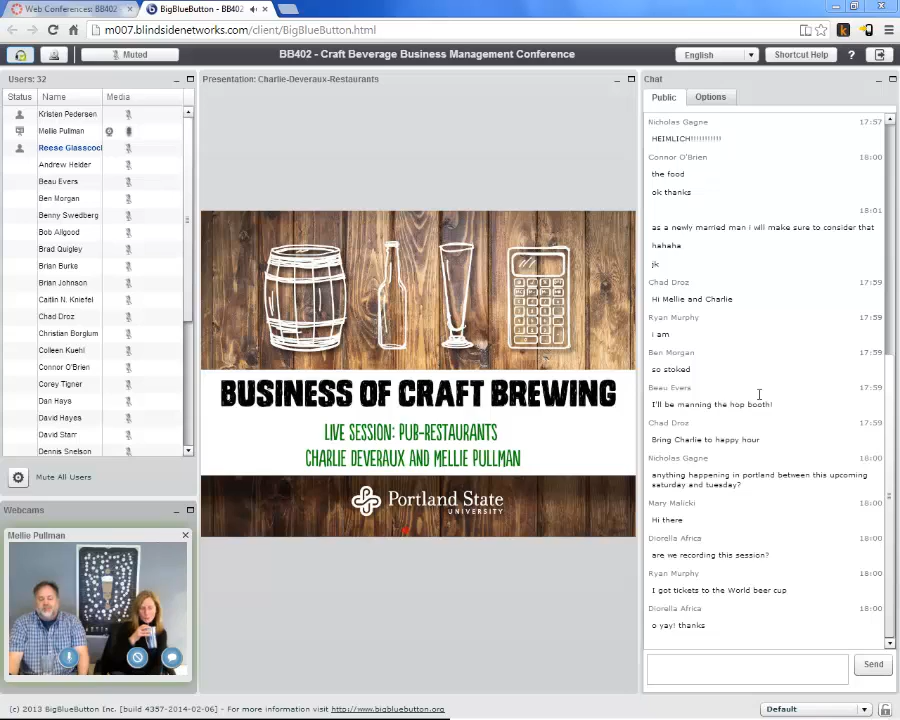 Web Conferences: BB402
BigBlueButton - BB402
m007.blindsidenetworks.com/client/BigBlueButton.html
Muted
BB402 - Craft Beverage Business Management Conference
English
Shortcut Help
?
Users: 32
Status
Name
Media
Kristen Pedersen
Mellie Pullman
Reese Glasscoc
Andrew Helder
Beau Evers
Ben Morgan
Benny Swedberg
Bob Allgood
Brad Quigley
Brian Burke
Brian Johnson
Caitlin N. Kniefel
Chad Droz
Christian Borglum
Colleen Kuehl
Connor O'Brien
Corey Tigner
Dan Hays
David Hayes
David Starr
Dennis Snelson
Mute All Users
Webcams
Mellie Pullman
Presentation: Charlie-Deveraux-Restaurants
BUSINESS OF CRAFT BREWING
LIVE SESSION: PUB-RESTAURANTS
CHARLIE DEVERAUX AND MELLIE PULLMAN
Portland State
UNIVERSITY
Chat
Public
Options
Nicholas Gagne 17:57
HEIMLICH!!!!!!!!!!!
Connor O'Brien 18:00
the food
ok thanks
18:01
as a newly married man i will make sure to consider that
hahaha
jk
Chad Droz 17:59
Hi Mellie and Charlie
Ryan Murphy 17:59
i am
Ben Morgan 17:59
so stoked
Beau Evers 17:59
I'll be manning the hop booth!
Chad Droz 17:59
Bring Charlie to happy hour
Nicholas Gagne 18:00
anything happening in portland between this upcoming
saturday and tuesday?
Mary Malicki 18:00
Hi there
Diorella Africa 18:00
are we recording this session?
Ryan Murphy 18:00
I got tickets to the World beer cup
Diorella Africa 18:00
o yay! thanks
Send
(c) 2013 BigBlueButton Inc. [build 4357-2014-02-06] - For more information visit http://www.bigbluebutton.org
Default